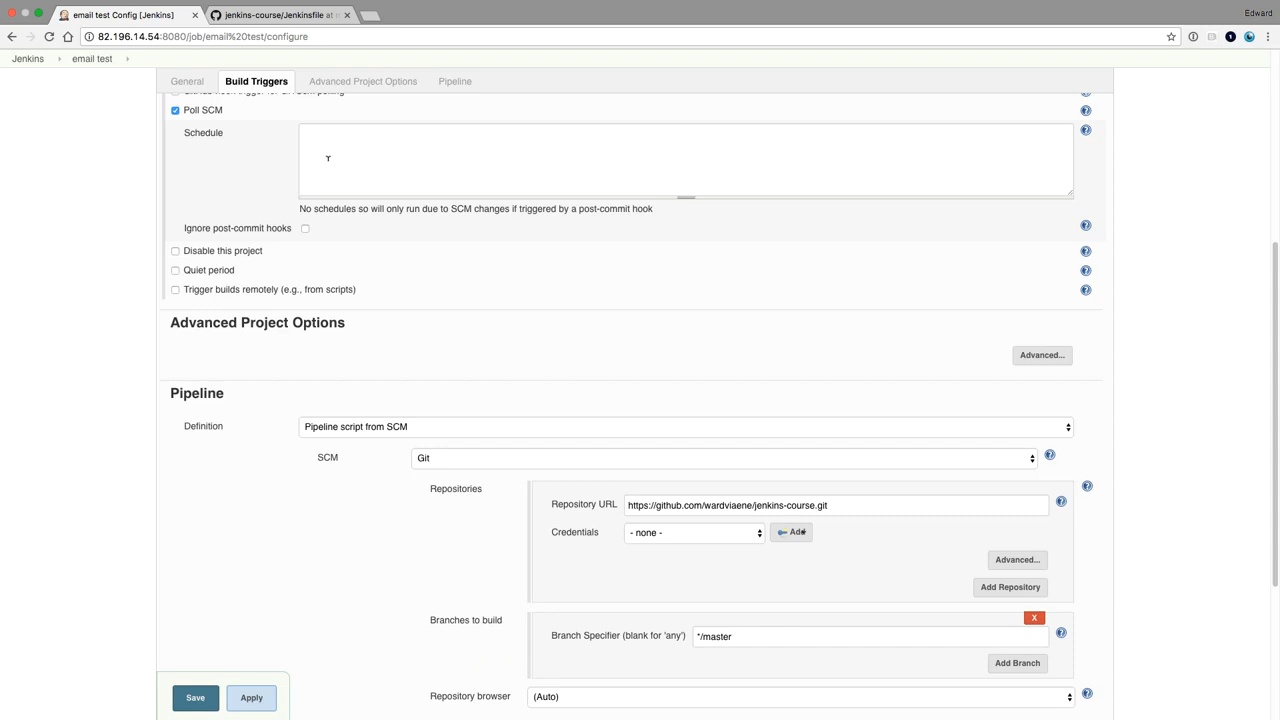 email test Config [Jenkins]
jenkins-course/Jenkinsfile at
Edward
82.196.14.54:8080/job/email%20test/configure
Jenkins
email test
General
Build Triggers
Advanced Project Options
Pipeline
Poll SCM
Schedule
No schedules so will only run due to SCM changes if triggered by a post-commit hook
Ignore post-commit hooks
Disable this project
Quiet period
Trigger builds remotely (e.g., from scripts)
Advanced Project Options
Advanced...
Pipeline
Definition
Pipeline script from SCM
SCM
Git
Repositories
Repository URL
https://github.com/wardviaene/jenkins-course.git
Credentials
- none -
Add
Advanced...
Add Repository
Branches to build
X
Branch Specifier (blank for 'any')
*/master
Add Branch
Save
Apply
Repository browser
(Auto)